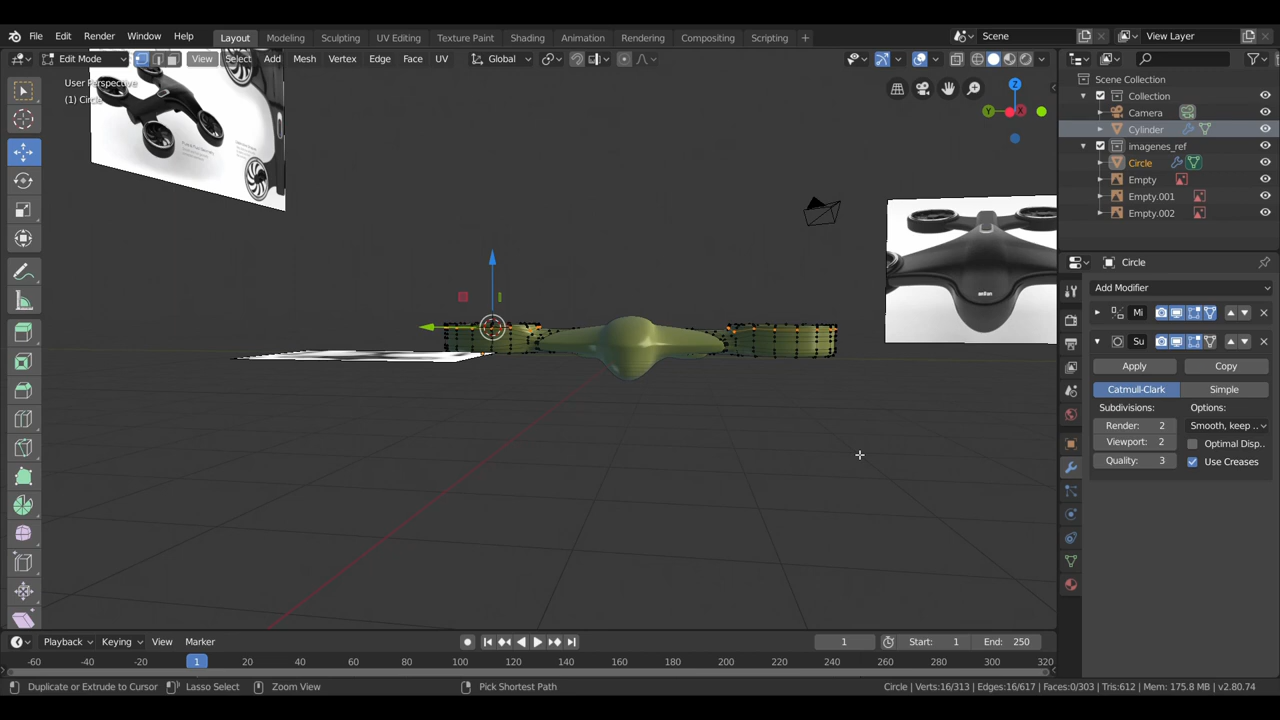 File Edit Render Window Help Layout Modeling Sculpting UV Editing Texture Paint Shading Animation Rendering Compositing Scripting + Scene View Layer
Edit Mode View Select Add Mesh Vertex Edge Face UV Global
User Perspective
(1) Circle
Z
Y
X
Scene Collection
Collection
Camera
Cylinder
imagenes_ref
Circle
Empty
Empty.001
Empty.002
Circle
Add Modifier
Mi
Su
Apply Copy
Catmull-Clark Simple
Subdivisions: Options:
Render: 2 Smooth, keep ..
Viewport: 2 Optimal Disp..
Quality: 3 Use Creases
Playback Keying View Marker 1 Start: 1 End: 250
-60 -40 -20 1 20 40 60 80 100 120 140 160 180 200 220 240 260 280 300 320
Duplicate or Extrude to Cursor Lasso Select Zoom View Pick Shortest Path Circle | Verts:16/313 | Edges:16/617 | Faces:0/303 | Tris:612 | Mem: 175.8 MB | v2.80.74